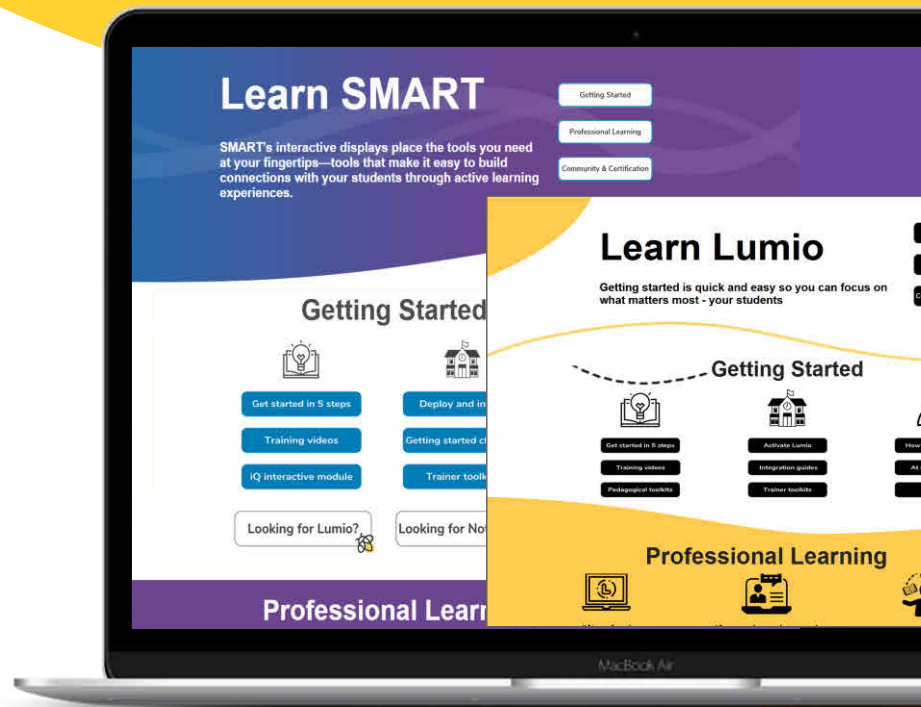 Learn SMART
SMART's interactive displays place the tools you need
at your fingertips—tools that make it easy to build
connections with your students through active learning
experiences.
Getting Started
Professional Learning
Community & Certification
Getting Started
Get started in 5 steps
Training videos
iQ interactive module
Deploy and in
Getting started c
Trainer toolk
Looking for Lumio?
Looking for Not
Professional Learn
Learn Lumio
Getting started is quick and easy so you can focus on
what matters most - your students
Getting Started
Get started in 5 steps
Training videos
Pedagogical toolkits
Activate Lumio
Integration guides
Trainer toolkits
How
At
Professional Learning
MacBook Air